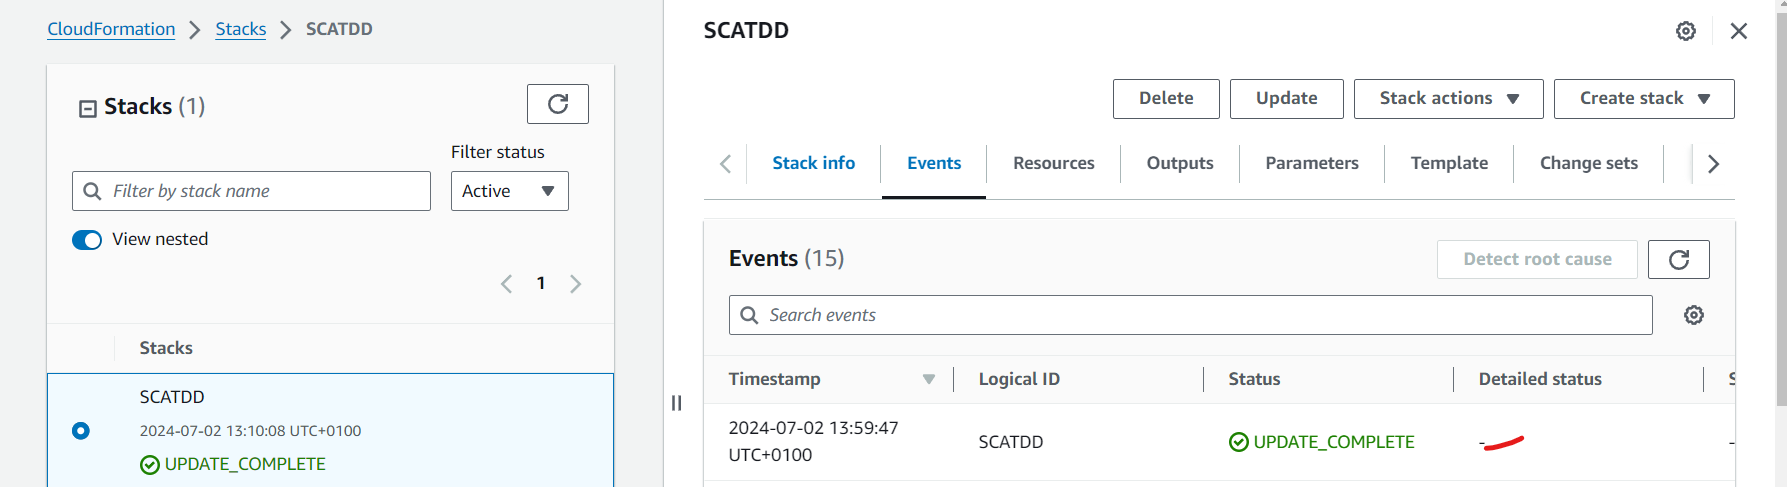 CloudFormation > Stacks > SCATDD
Stacks (1)
Filter status
Filter by stack name
Active
View nested
1
Stacks
SCATDD
2024-07-02 13:10:08 UTC+0100
UPDATE_COMPLETE
SCATDD
Delete Update Stack actions Create stack
Stack info Events Resources Outputs Parameters Template Change sets
Events (15)
Detect root cause
Search events
Timestamp Logical ID Status Detailed status
2024-07-02 13:59:47
UTC+0100
SCATDD UPDATE_COMPLETE - -